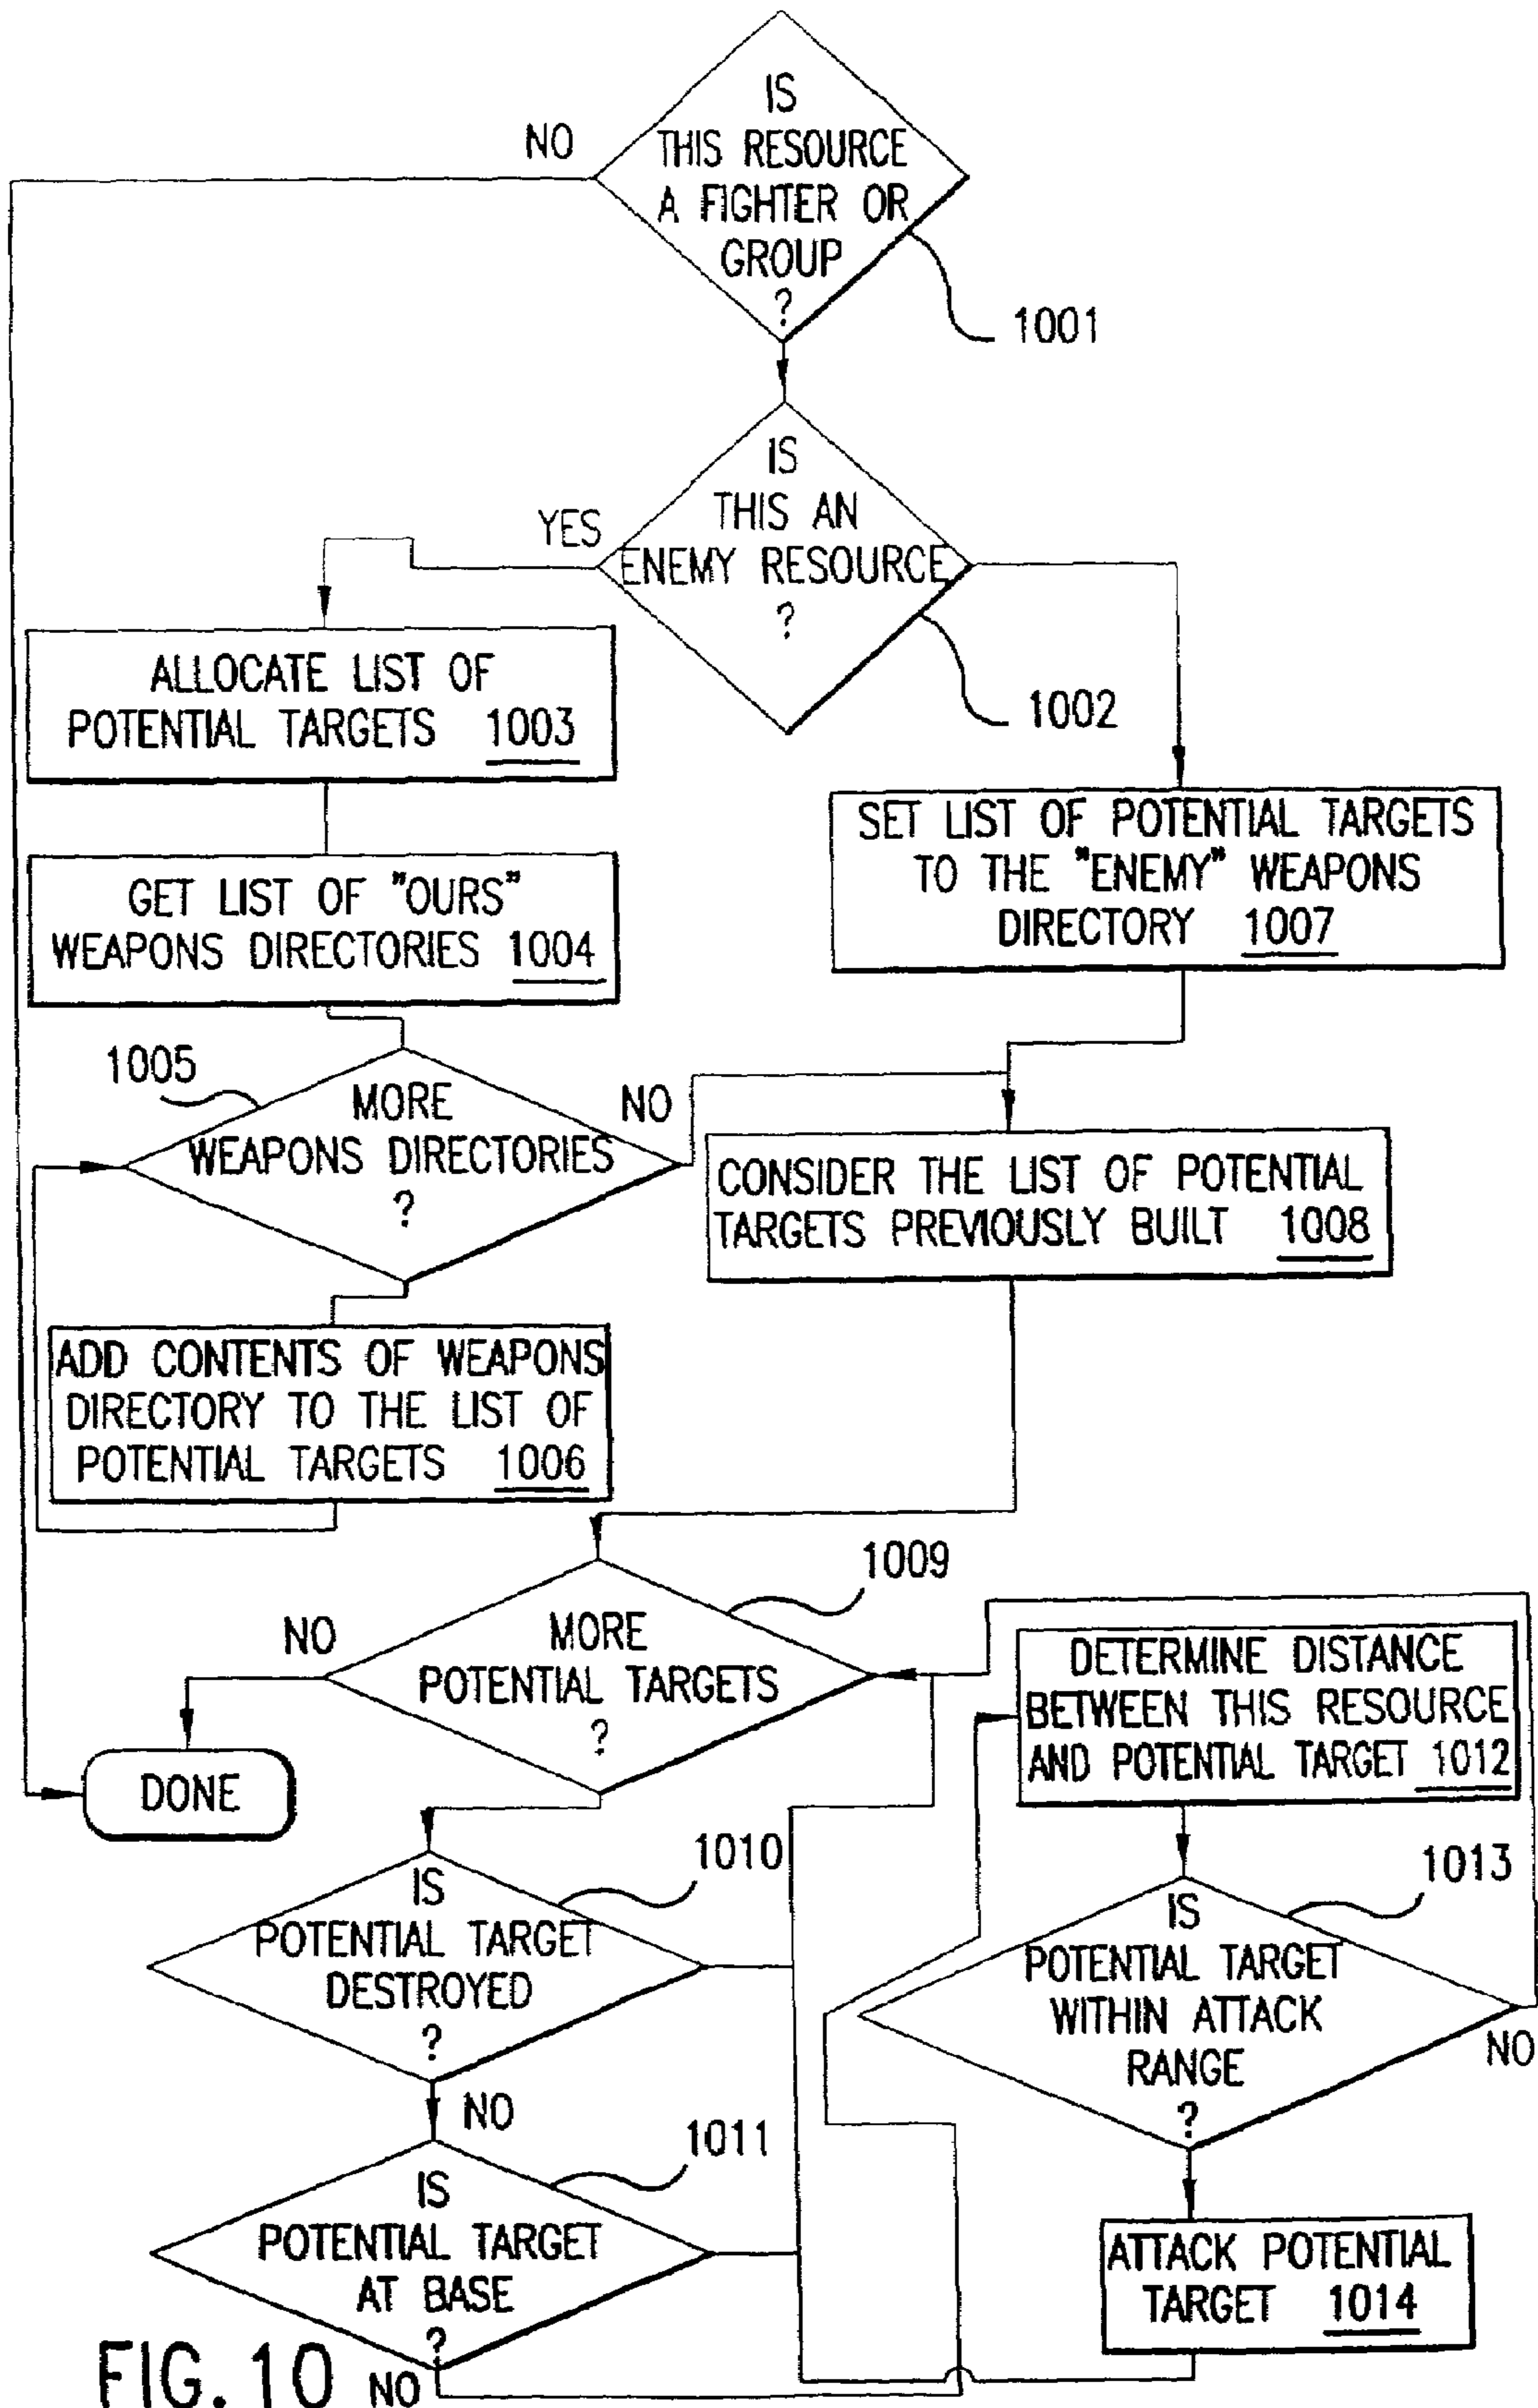 IS
THIS RESOURCE
A FIGHTER OR
GROUP
?
NO
1001
IS
THIS AN
ENEMY RESOURCE
?
YES
1002
ALLOCATE LIST OF
POTENTIAL TARGETS 1003
GET LIST OF "OURS"
WEAPONS DIRECTORIES 1004
SET LIST OF POTENTIAL TARGETS
TO THE "ENEMY" WEAPONS
DIRECTORY 1007
1005
MORE
WEAPONS DIRECTORIES
?
NO
CONSIDER THE LIST OF POTENTIAL
TARGETS PREVIOUSLY BUILT 1008
ADD CONTENTS OF WEAPONS
DIRECTORY TO THE LIST OF
POTENTIAL TARGETS 1006
1009
MORE
POTENTIAL TARGETS
?
NO
DONE
1010
IS
POTENTIAL TARGET
DESTROYED
?
NO
1011
IS
POTENTIAL TARGET
AT BASE
?
NO
DETERMINE DISTANCE
BETWEEN THIS RESOURCE
AND POTENTIAL TARGET 1012
1013
IS
POTENTIAL TARGET
WITHIN ATTACK
RANGE
?
NO
ATTACK POTENTIAL
TARGET 1014
FIG. 10